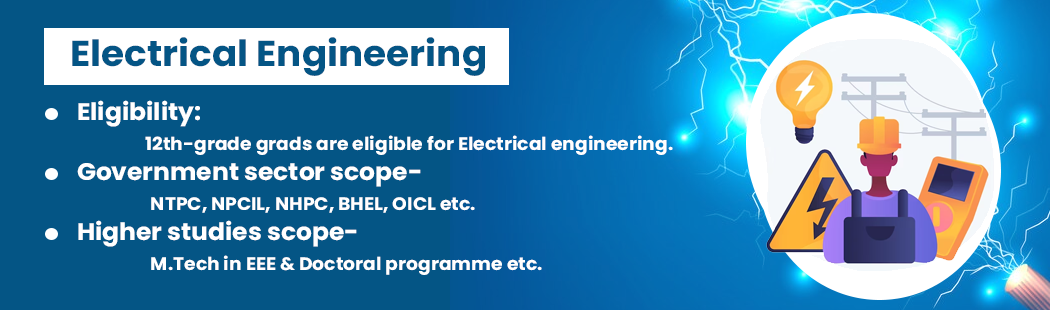 Electrical Engineering
Eligibility:
12th-grade grads are eligible for Electrical engineering.
Government sector scope-
NTPC, NPCIL, NHPC, BHEL, OICL etc.
Higher studies scope-
M.Tech in EEE & Doctoral programme etc.